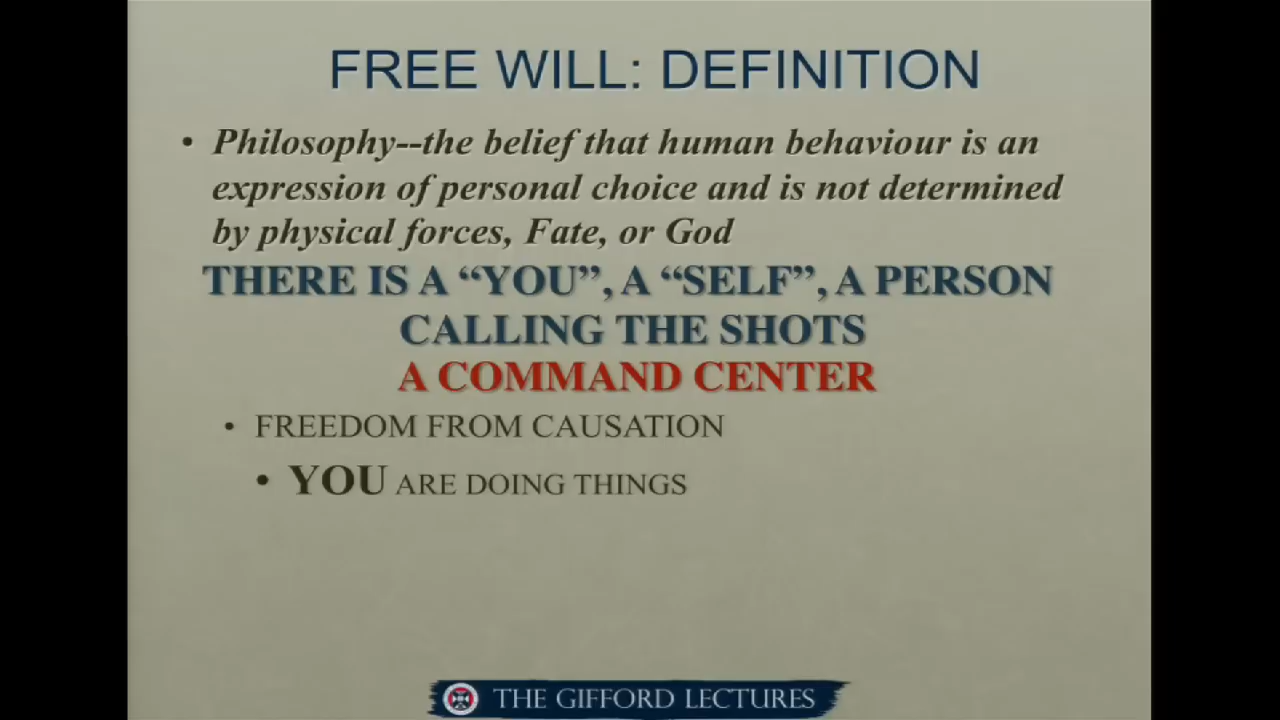 FREE WILL: DEFINITION
• Philosophy--the belief that human behaviour is an
expression of personal choice and is not determined
by physical forces, Fate, or God
THERE IS A “YOU”, A “SELF”, A PERSON
CALLING THE SHOTS
A COMMAND CENTER
• FREEDOM FROM CAUSATION
• YOU ARE DOING THINGS
THE GIFFORD LECTURES